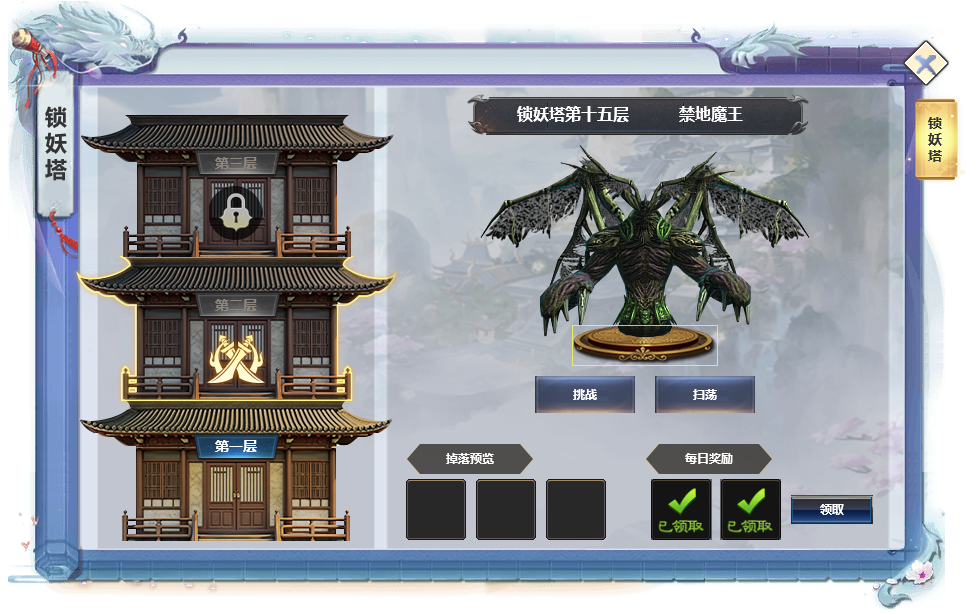 锁妖塔
锁妖塔第十五层 禁地魔王
锁妖塔
第三层
第二层
第一层
挑战
扫荡
掉落预览
每日奖励
已领取
已领取
领取